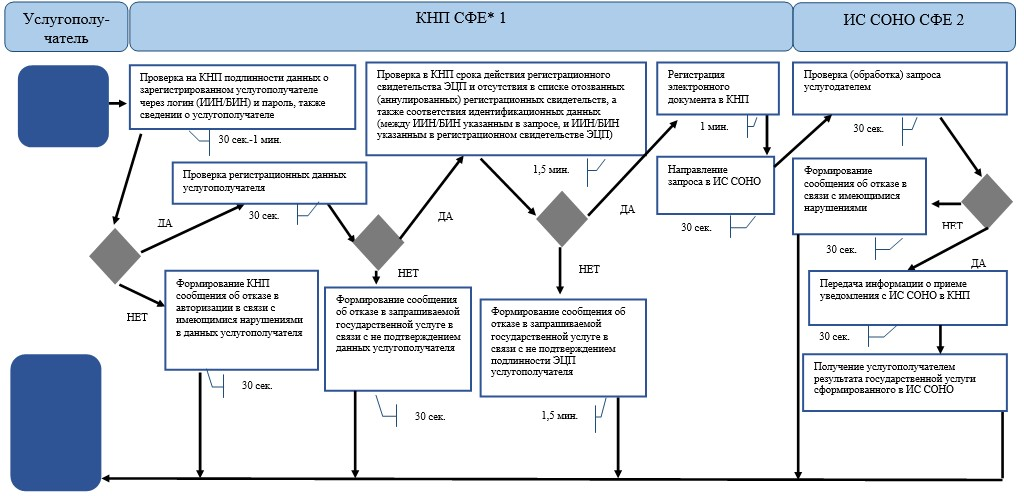 Услугополу-
чатель
КНП СФЕ* 1
ИС СОНО СФЕ 2
Проверка на КНП подлинности данных о
зарегистрированном услугополучателе
через логин (ИИН/БИН) и пароль, также
сведении о услугополучателе
30 сек.-1 мин.
Проверка регистрационных данных
услугополучателя
30 сек.
Проверка в КНП срока действия регистрационного
свидетельства ЭЦП и отсутствия в списке отозванных
(аннулированных) регистрационных свидетельств, а
также соответствия идентификационных данных
(между ИИН/БИН указанным в запросе, и ИИН/БИН
указанным в регистрационном свидетельстве ЭЦП)
1,5 мин.
Регистрация
электронного
документа в КНП
1 мин.
Направление
запроса в ИС СОНО
30 сек.
Проверка (обработка) запроса
услугодателем
30 сек.
Формирование
сообщения об отказе в
связи с имеющимися
нарушениями
30 сек.
НЕТ
ДА
ДА
НЕТ
ДА
НЕТ
ДА
НЕТ
Формирование КНП
сообщения об отказе в
авторизации в связи с
имеющимися нарушениями
в данных услугополучателя
30 сек.
Формирование сообщения
об отказе в запрашиваемой
государственной услуге в
связи с не подтверждением
данных услугополучателя
30 сек.
Формирование сообщения об
отказе в запрашиваемой
государственной услуге в
связи с не подтверждением
подлинности ЭЦП
услугополучателя
1,5 мин.
Передача информации о приеме
уведомления с ИС СОНО в КНП
30 сек.
Получение услугополучателем
результата государственной услуги
сформированного в ИС СОНО